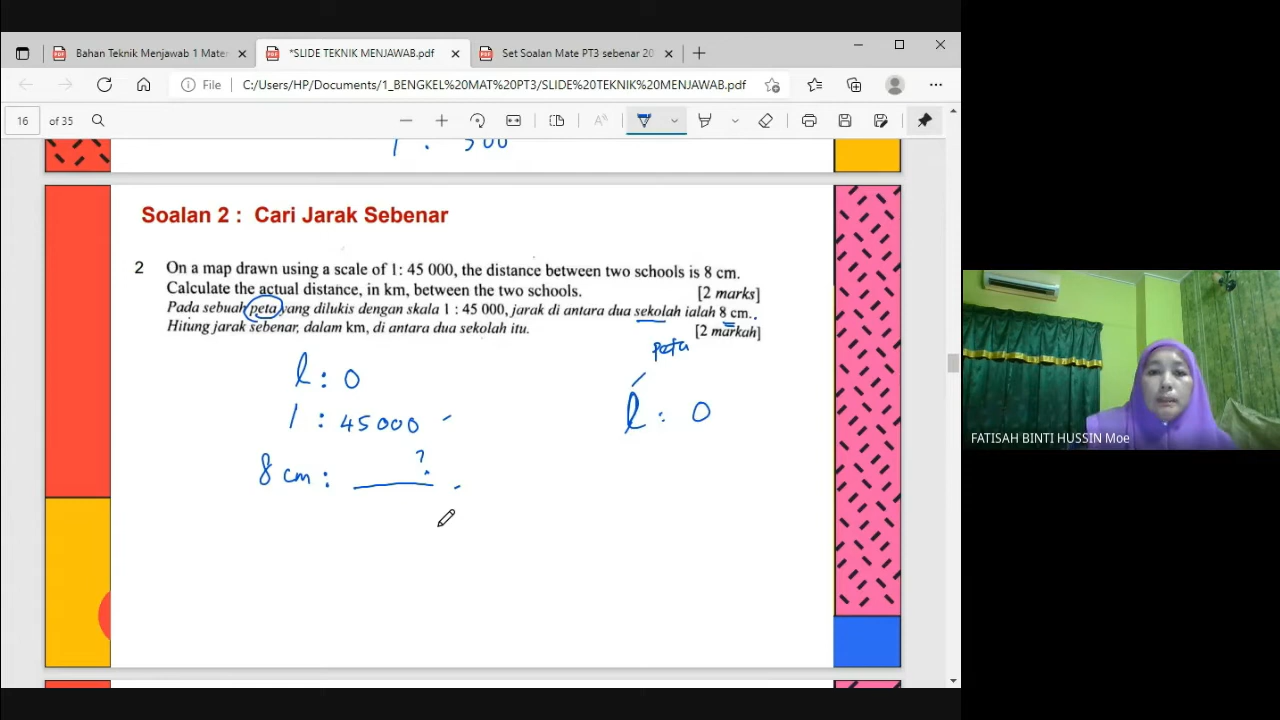 Bahan Teknik Menjawab 1 Mate
*SLIDE TEKNIK MENJAWAB.pdf
Set Soalan Mate PT3 sebenar 20
File
C:/Users/HP/Documents/1_BENGKEL%20MAT%20PT3/SLIDE%20TEKNIK%20MENJAWAB.pdf
16 of 35
1 : 500
Soalan 2 : Cari Jarak Sebenar
2 On a map drawn using a scale of 1: 45 000, the distance between two schools is 8 cm.
Calculate the actual distance, in km, between the two schools. [2 marks]
Pada sebuah peta yang dilukis dengan skala 1 : 45 000, jarak di antara dua sekolah ialah 8 cm.
Hitung jarak sebenar, dalam km, di antara dua sekolah itu. [2 markah]
peta
l : 0
l : 0
1 : 45 000
8 cm : ?
FATISAH BINTI HUSSIN Moe